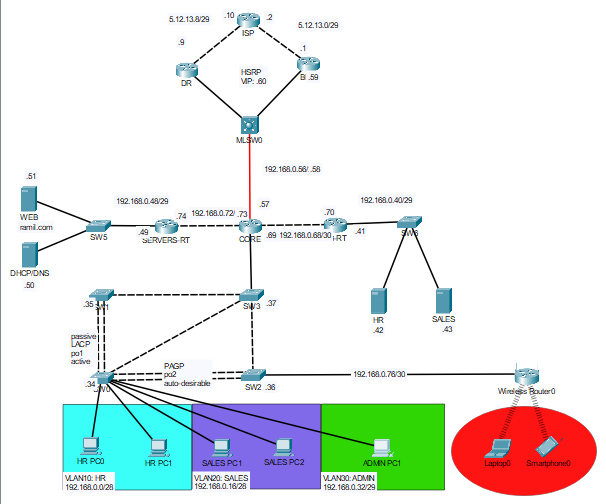 5.12.13.8/29
.10
.2
ISP
5.12.13.0/29
.9
.1
DR
HSRP
VIP: .60
.59
MLSW0
192.168.0.56/ .58
.51
WEB
ramil.com
192.168.0.48/29
192.168.0.72/
.57
.70
192.168.0.40/29
.74
.73
SW5
.49
SERVERS-RT
CORE
.69
192.168.0.68/30
.41
DHCP/DNS
.50
HR
.42
SALES
.43
.35
SW3
.37
passive
LACP
po1
active
PAGP
po2
auto-desirable
.34
SW2
.36
192.168.0.76/30
Wireless Router0
HR PC0
HR PC1
SALES PC1
SALES PC2
ADMIN PC1
Laptop0
Smartphone0
VLAN10: HR
192.168.0.0/28
VLAN20: SALES
192.168.0.16/28
VLAN30: ADMIN
192.168.0.32/29